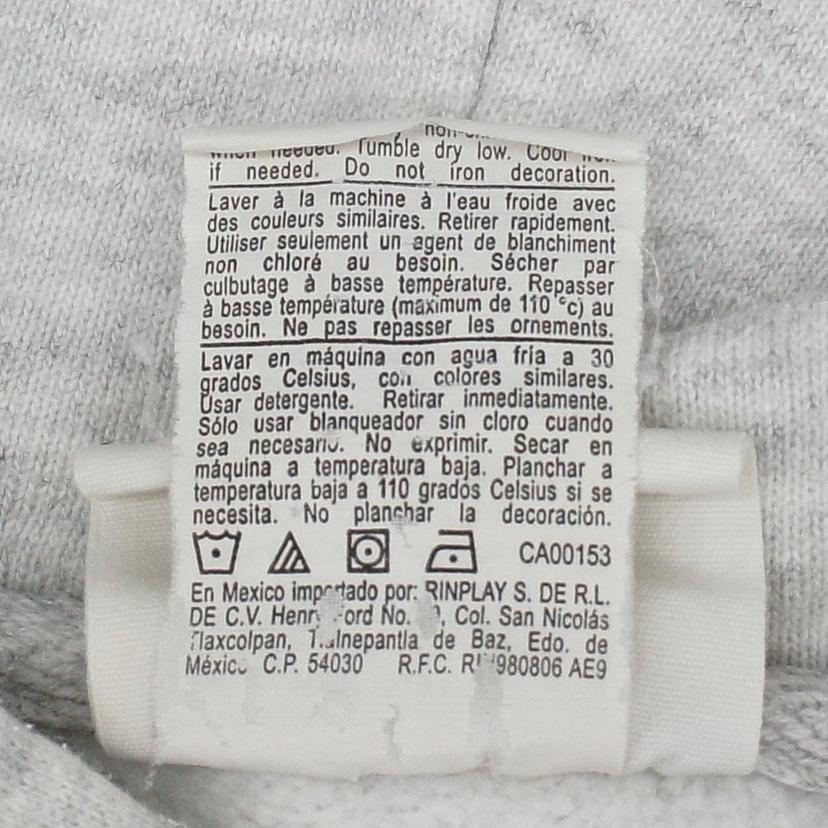 needed. Tumble dry low. Cool
if needed. Do not iron decoration.
Laver à la machine à l'eau froide avec
des couleurs similaires. Retirer rapidement.
Utiliser seulement un agent de blanchiment
non chloré au besoin. Sécher par
culbutage à basse température. Repasser
à basse température (maximum de 110 °c) au
besoin. Ne pas repasser les ornements.
Lavar en máquina con agua fria a 30
grados Celsius, con colores similares.
Usar detergente. Retirar inmediatamente.
Sólo usar blanqueador sin cloro cuando
sea necesario. No exprimir. Secar en
máquina a temperatura baja. Planchar a
temperatura baja a 110 grados Celsius si se
necesita. No planchar la decoración.
CA00153
En Mexico importado por: RINPLAY S. DE R.L.
DE C.V. Henry Ford No. Col. San Nicolás
Tlaxcolpan, Tlalnepantla de Baz, Edo. de
México C.P. 54030 R.F.C. 980806 AE9